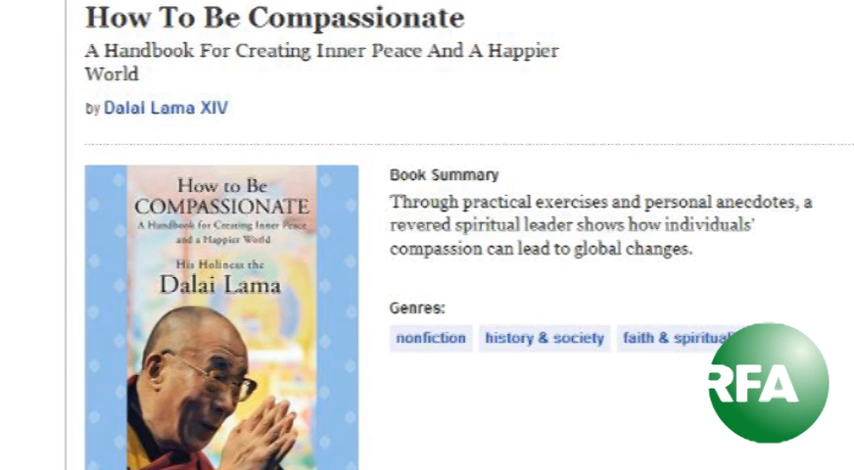 How To Be Compassionate
A Handbook For Creating Inner Peace And A Happier
World
by Dalai Lama XIV
How to Be
COMPASSIONATE
A Handbook for Creating Inner Peace
and a Happier World
His Holiness the
Dalai Lama
Book Summary
Through practical exercises and personal anecdotes, a
revered spiritual leader shows how individuals'
compassion can lead to global changes.
Genres:
nonfiction history & society faith &
RFA